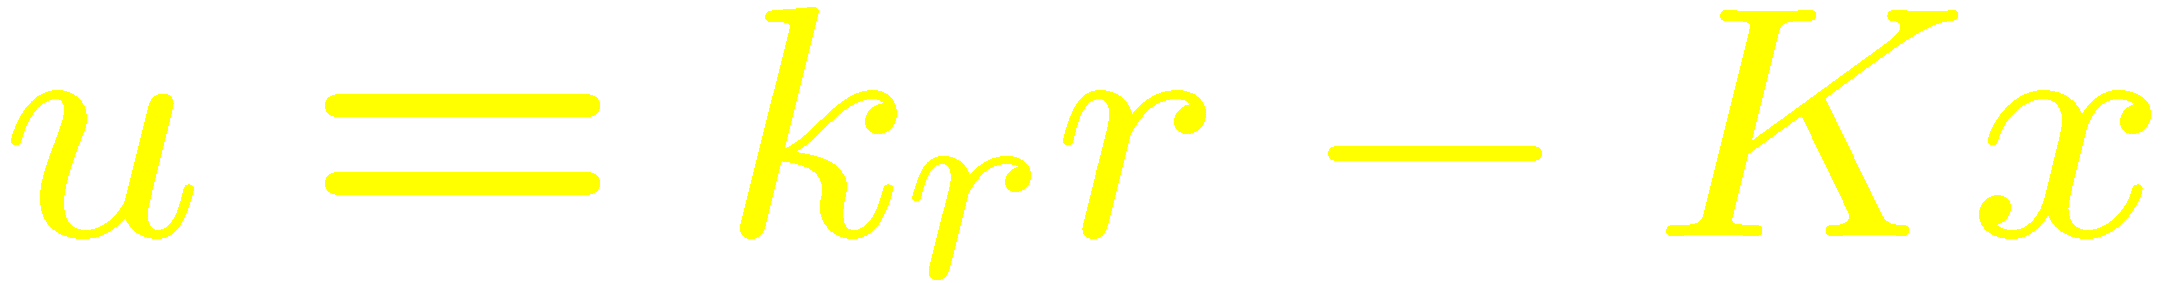 u = k_r r − Kx